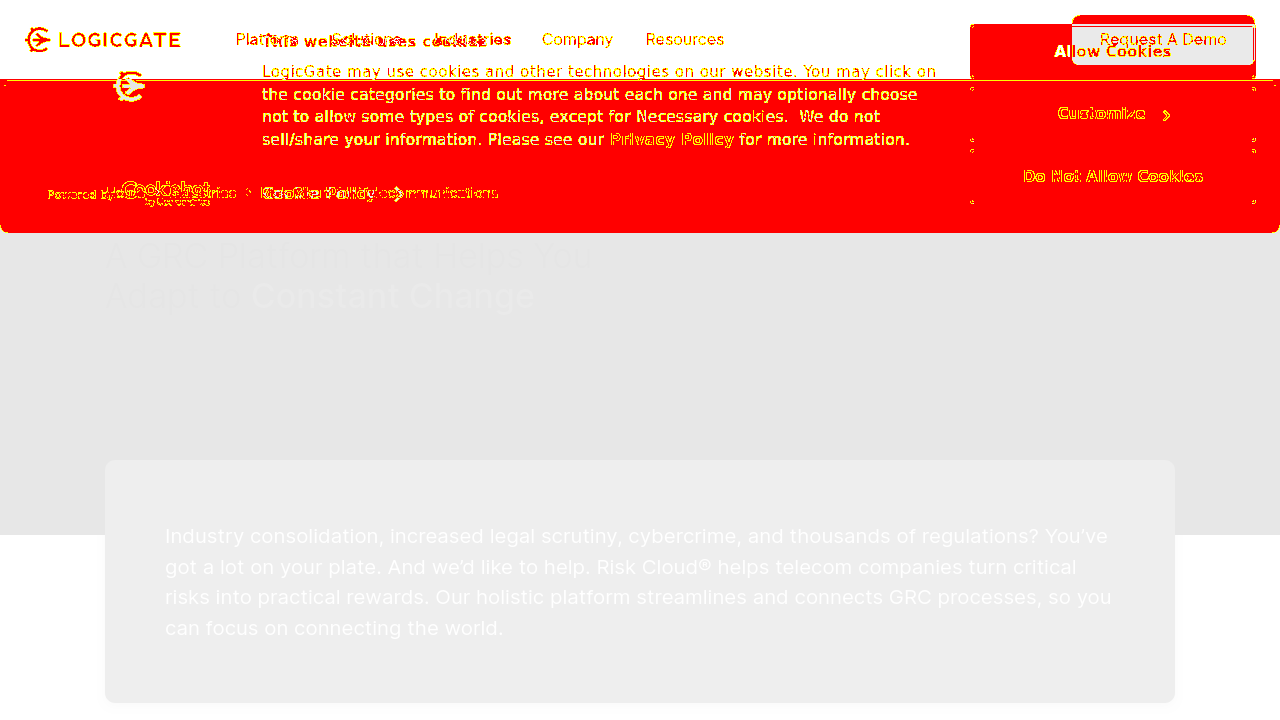 LOGICGATE
Platform Solutions Industries Company Resources
Request A Demo
This website uses cookies
Allow Cookies
LogicGate may use cookies and other technologies on our website. You may click on
the cookie categories to find out more about each one and may optionally choose
not to allow some types of cookies, except for Necessary cookies.  We do not
sell/share your information. Please see our Privacy Policy for more information.
Customize
Do Not Allow Cookies
Powered by Cookiebot
Cookie Policy
A GRC Platform that Helps You
Adapt to Constant Change
Industry consolidation, increased legal scrutiny, cybercrime, and thousands of regulations? You’ve
got a lot on your plate. And we’d like to help. Risk Cloud® helps telecom companies turn critical
risks into practical rewards. Our holistic platform streamlines and connects GRC processes, so you
can focus on connecting the world.